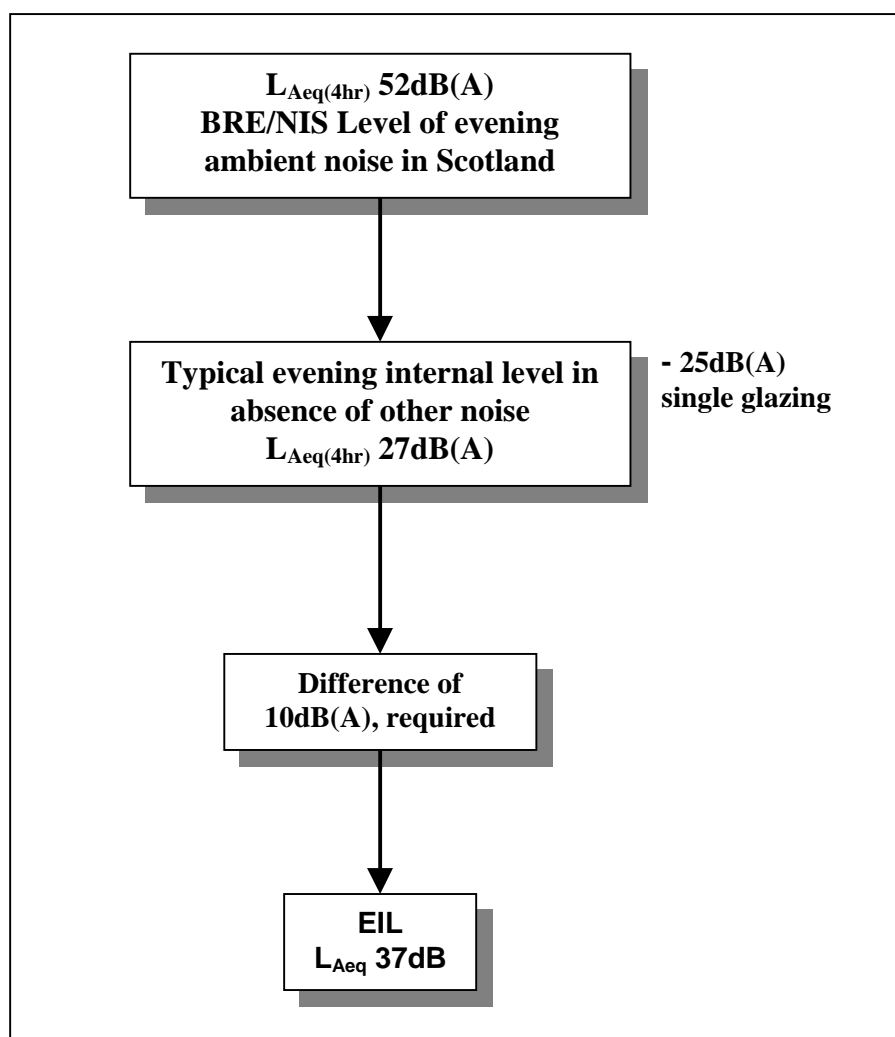 LAeq(4hr) 52dB(A)
BRE/NIS Level of evening
ambient noise in Scotland
Typical evening internal level in
absence of other noise
LAeq(4hr) 27dB(A)
- 25dB(A)
single glazing
Difference of
10dB(A), required
EIL
LAeq 37dB